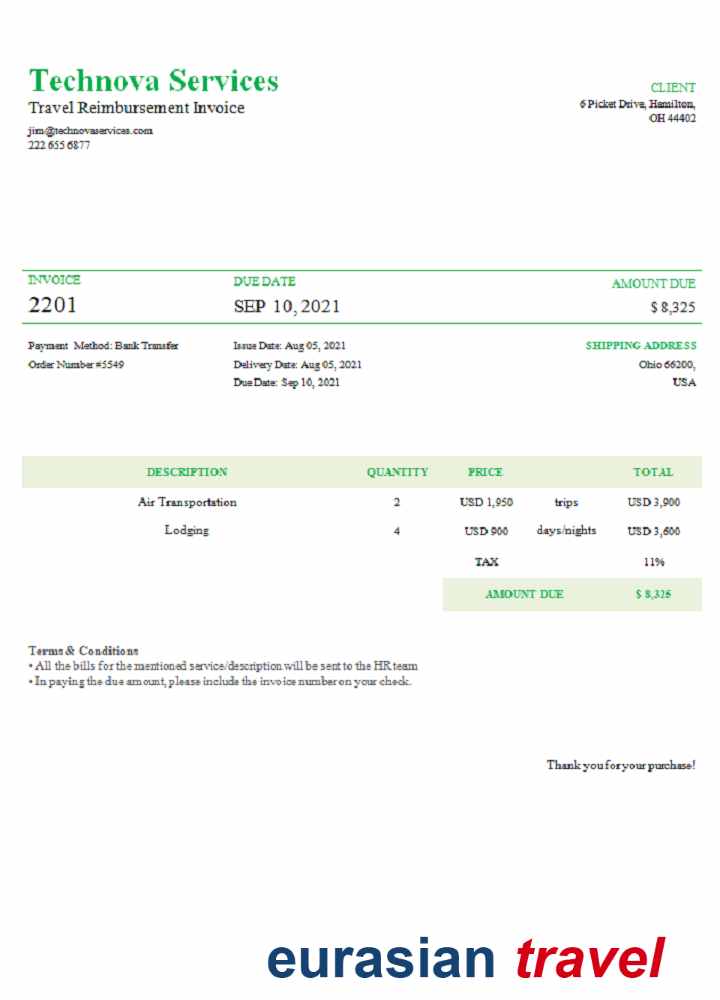 Technova Services
Travel Reimbursement Invoice
jim@technovaservices.com
222 655 6877
CLIENT
6 Picket Drive, Hamilton,
OH 44402
INVOICE
2201
DUE DATE
SEP 10, 2021
AMOUNT DUE
$ 8,325
Payment Method: Bank Transfer
Order Number #5549
Issue Date: Aug 05, 2021
Delivery Date: Aug 05, 2021
Due Date: Sep 10, 2021
SHIPPING ADDRESS
Ohio 66200,
USA
DESCRIPTION QUANTITY PRICE TOTAL
Air Transportation 2 USD 1,950 trips USD 3,900
Lodging 4 USD 900 days/nights USD 3,600
TAX 11%
AMOUNT DUE $ 8,325
Terms & Conditions
• All the bills for the mentioned service/description will be sent to the HR team
• In paying the due amount, please include the invoice number on your check.
Thank you for your purchase!
eurasian travel